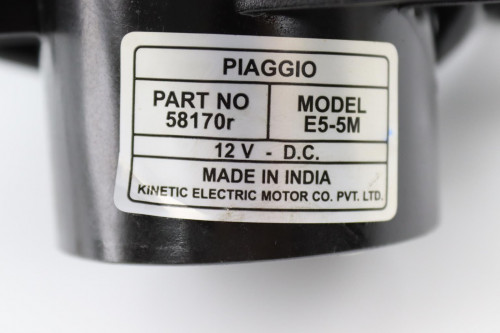 PIAGGIO
PART NO MODEL
58170r E5-5M
12 V - D.C.
MADE IN INDIA
KINETIC ELECTRIC MOTOR CO. PVT. LTD.